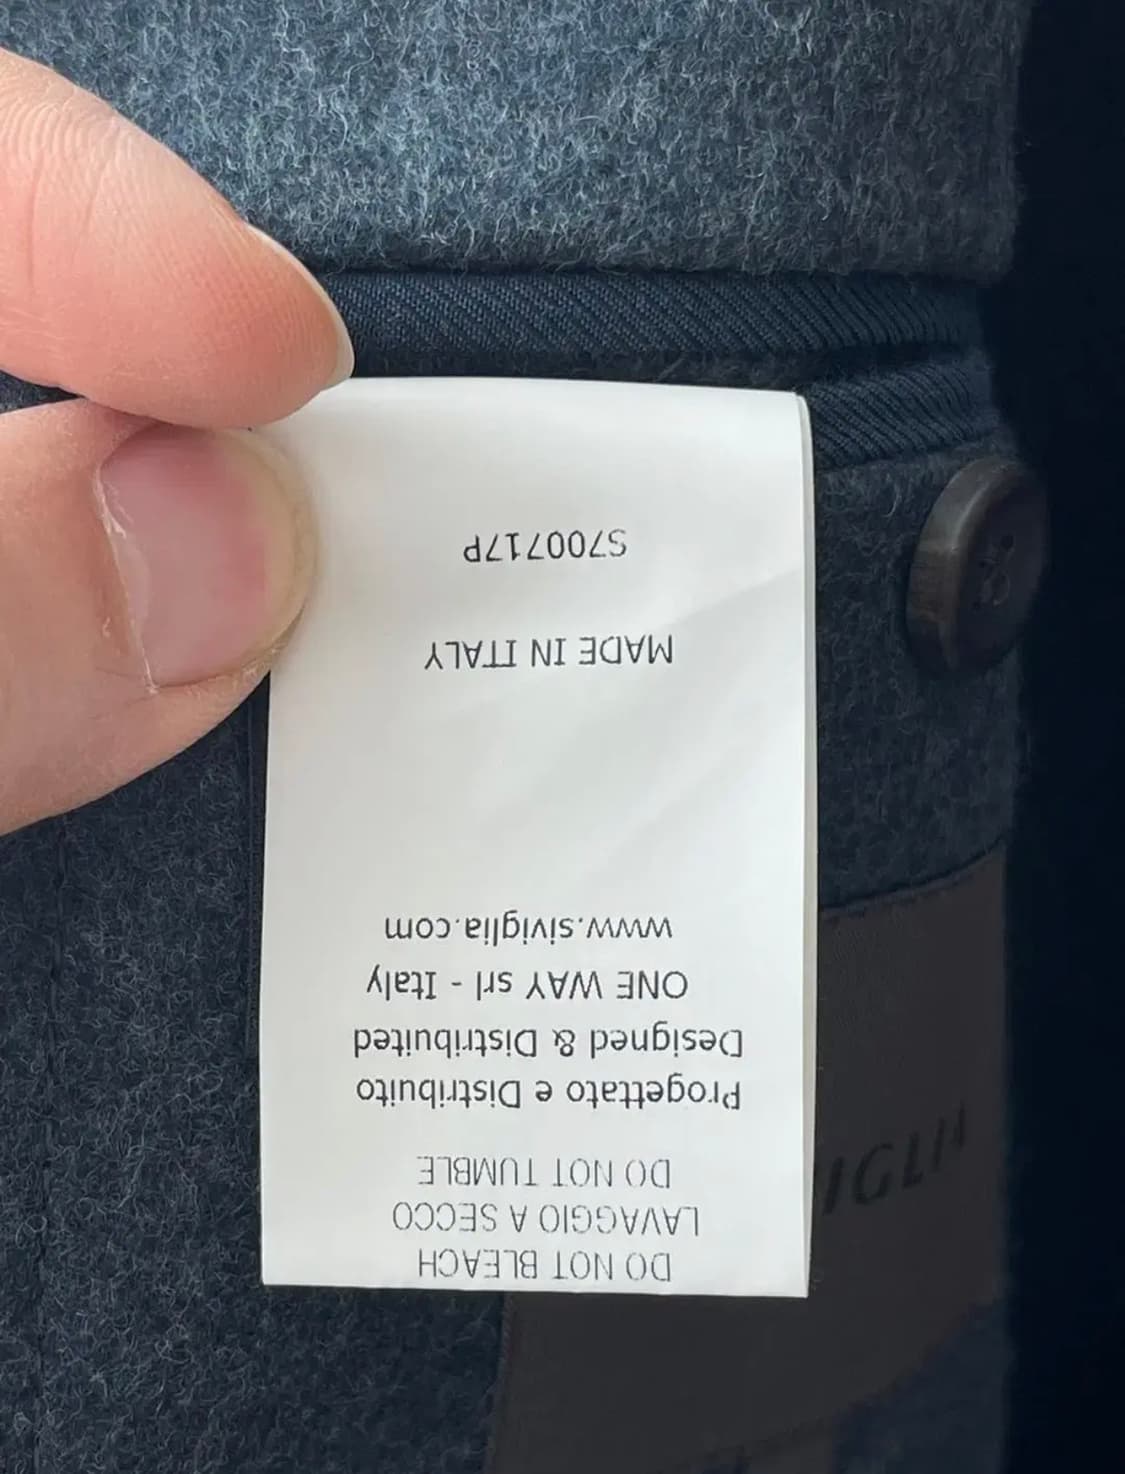 DO NOT BLEACH
LAVAGGIO A SECCO
DO NOT TUMBLE
Progettato e Distribuito
Designed & Distribuited
ONE WAY srl - Italy
www.siviglia.com
MADE IN ITALY
S700717P